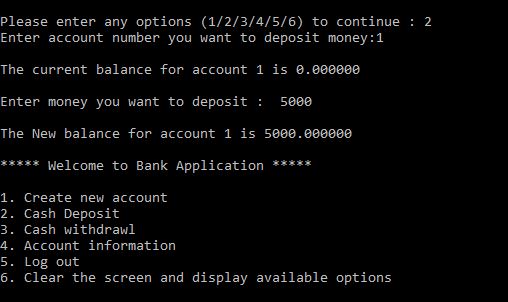 Please enter any options (1/2/3/4/5/6) to continue : 2
Enter account number you want to deposit money:1
The current balance for account 1 is 0.000000
Enter money you want to deposit :  5000
The New balance for account 1 is 5000.000000
***** Welcome to Bank Application *****
1. Create new account
2. Cash Deposit
3. Cash withdrawl
4. Account information
5. Log out
6. Clear the screen and display available options